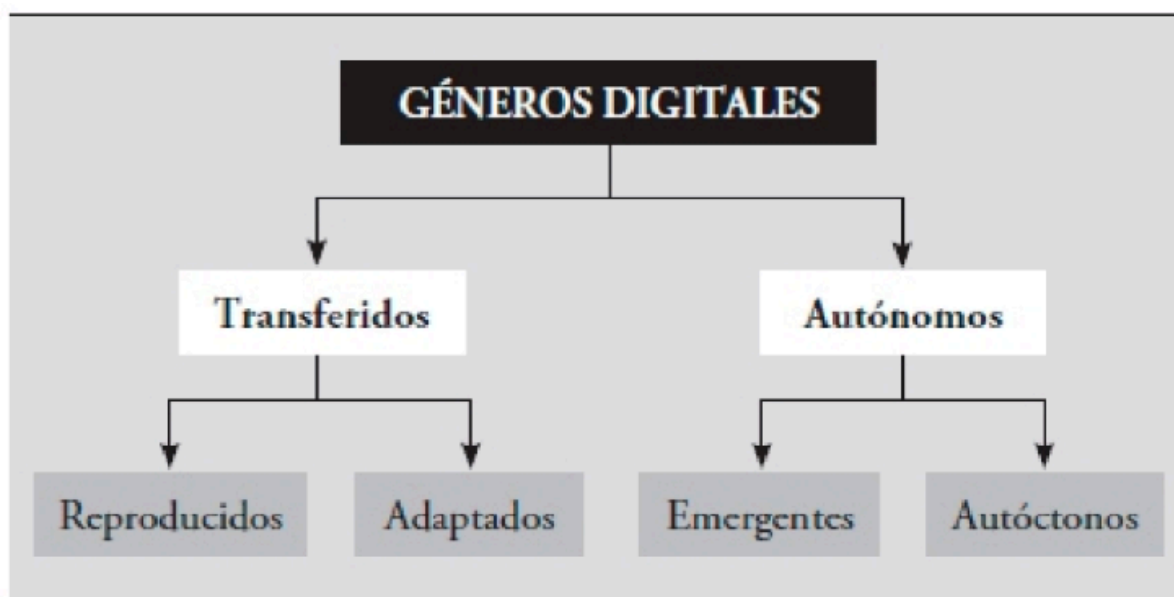 GÉNEROS DIGITALES
Transferidos
Autónomos
Reproducidos
Adaptados
Emergentes
Autóctonos